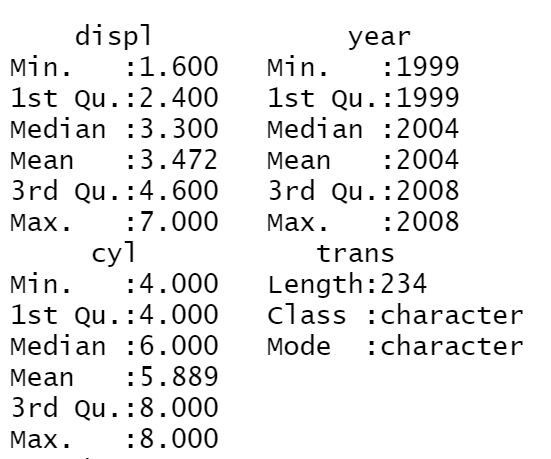 displ year
Min. :1.600 Min. :1999
1st Qu.:2.400 1st Qu.:1999
Median :3.300 Median :2004
Mean :3.472 Mean :2004
3rd Qu.:4.600 3rd Qu.:2008
Max. :7.000 Max. :2008
cyl trans
Min. :4.000 Length:234
1st Qu.:4.000 Class :character
Median :6.000 Mode :character
Mean :5.889
3rd Qu.:8.000
Max. :8.000